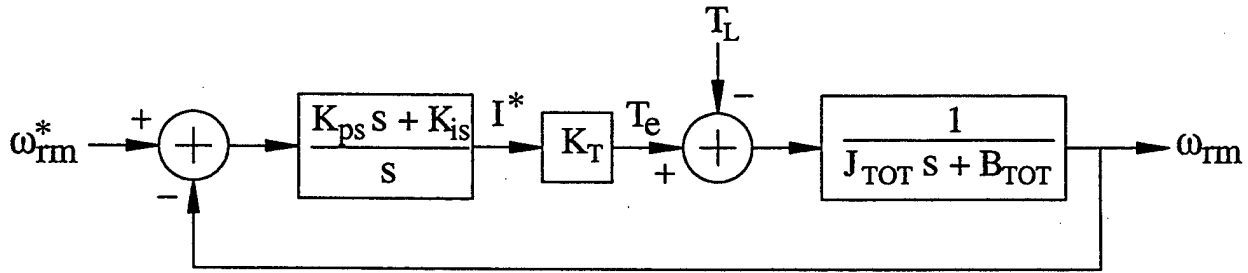 T_L
ω*_rm + − K_ps s + K_is
s
I* K_T T_e + −
1
J_TOT s + B_TOT
ω_rm